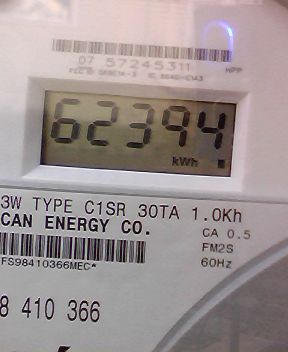 07 57245311 HPP
62394
kWh
3W TYPE C1SR 30TA 1.0Kh
CAN ENERGY CO.
CA 0.5
FM2S
FS98410366MEC*
60Hz
8 410 366